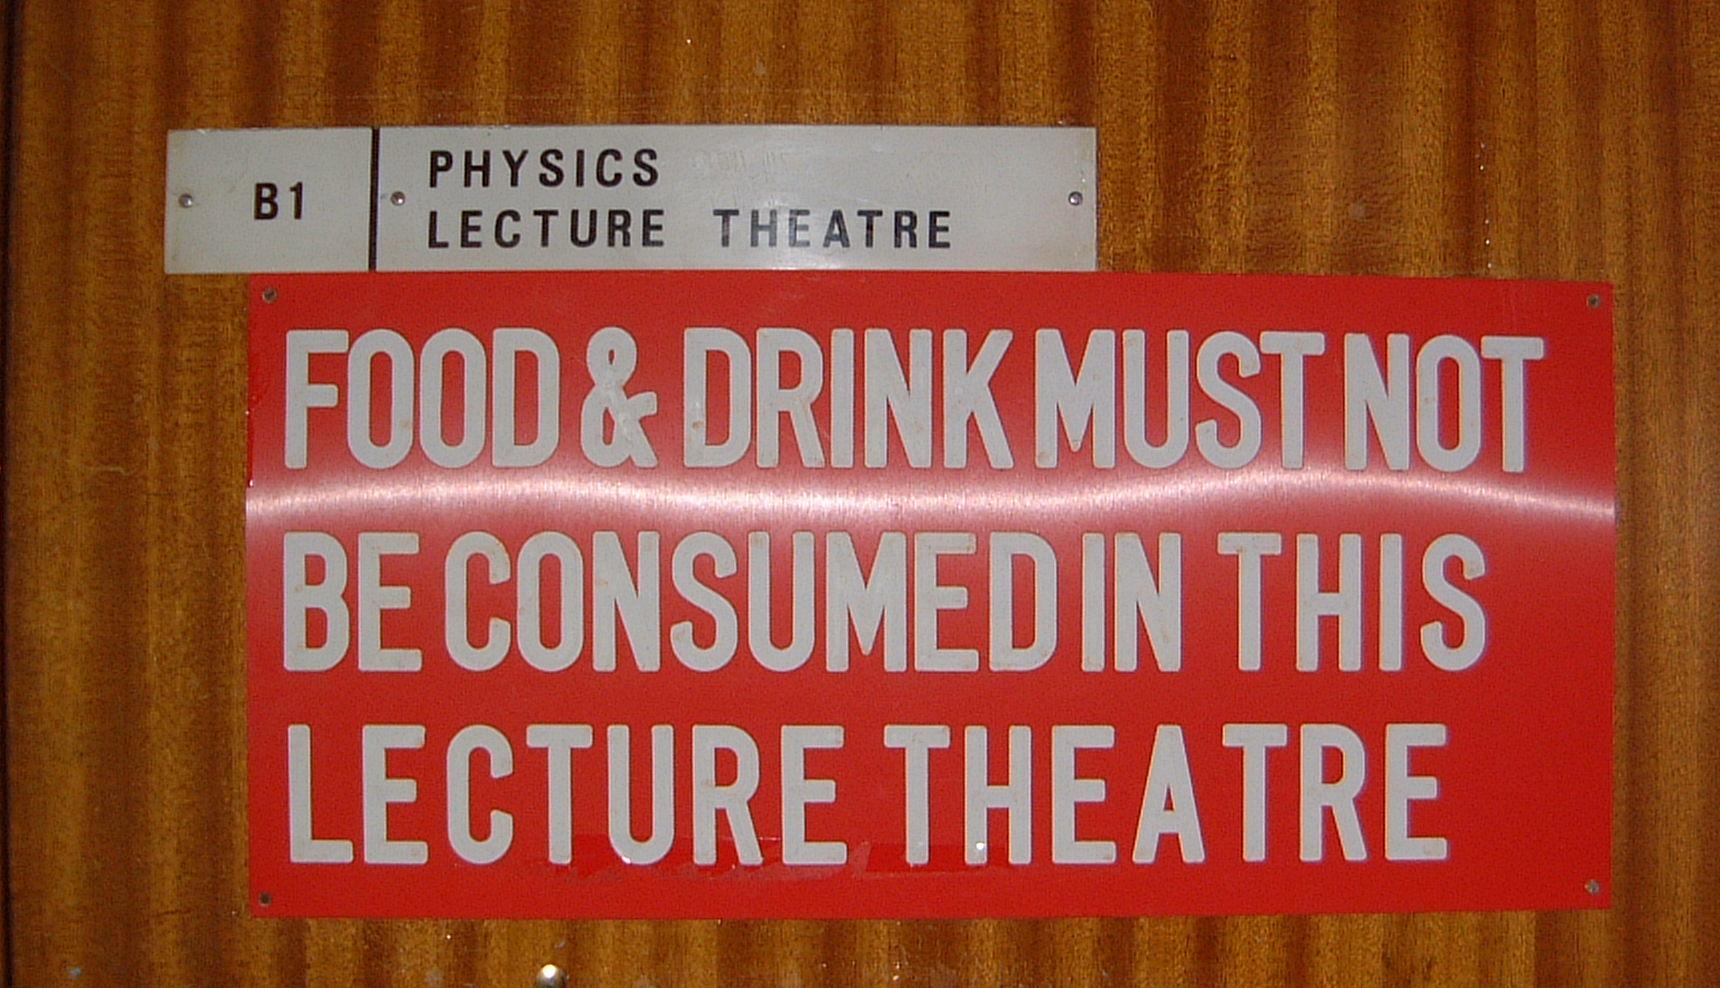 B1
PHYSICS
LECTURE THEATRE
FOOD & DRINK MUST NOT
BE CONSUMED IN THIS
LECTURE THEATRE